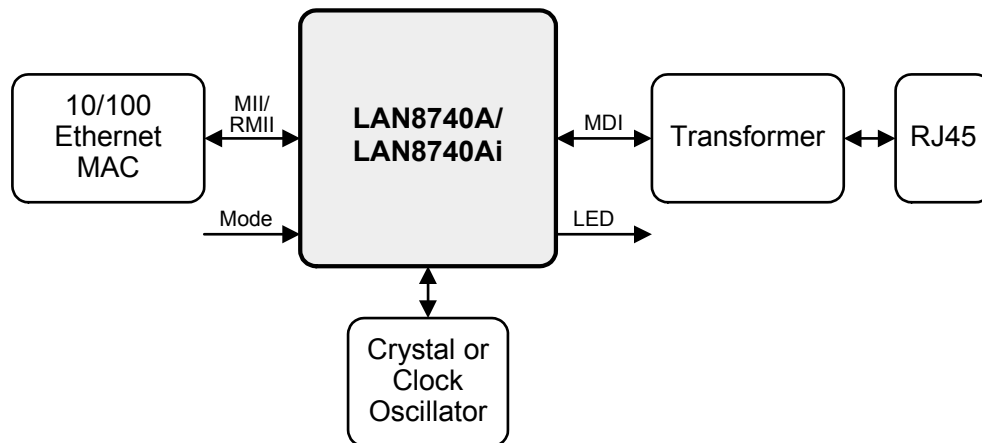 10/100
Ethernet
MAC
MII/
RMII
LAN8740A/
LAN8740Ai
MDI
Transformer
RJ45
Mode
LED
Crystal or
Clock
Oscillator